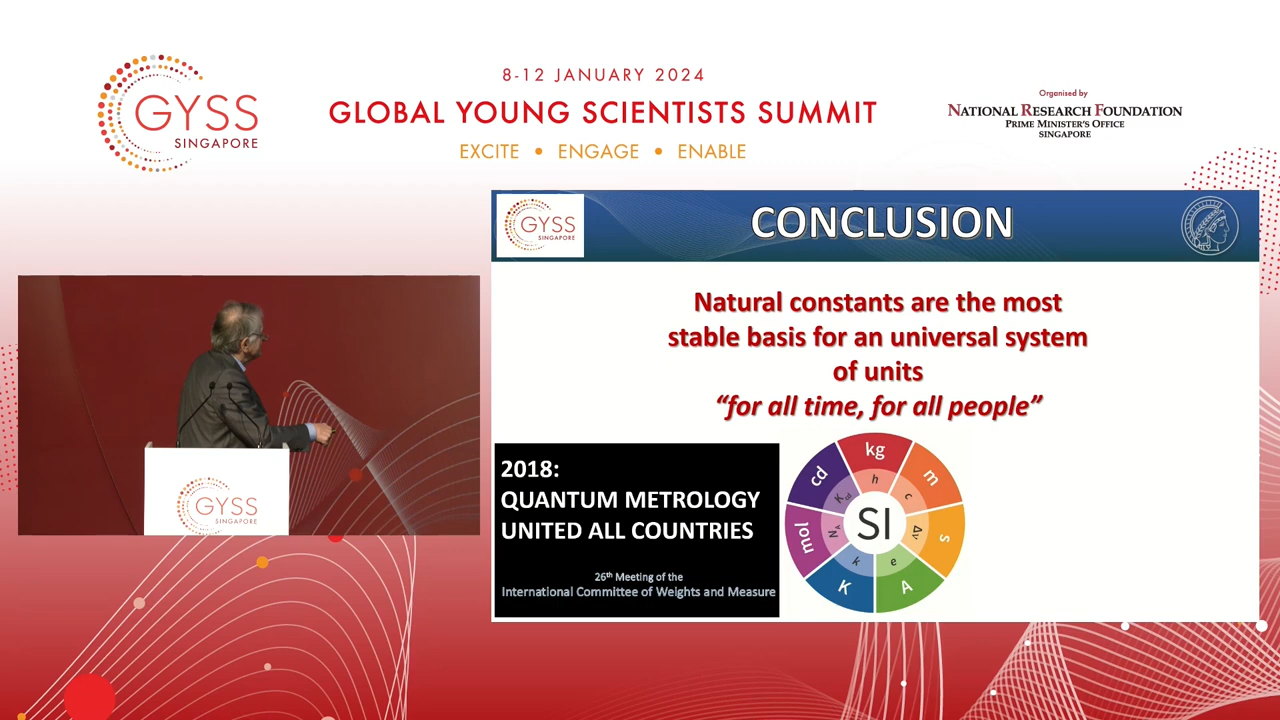 GYSS
SINGAPORE
8-12 JANUARY 2024
GLOBAL YOUNG SCIENTISTS SUMMIT
EXCITE • ENGAGE • ENABLE
Organised by
NATIONAL RESEARCH FOUNDATION
PRIME MINISTER'S OFFICE
SINGAPORE
GYSS
SINGAPORE
CONCLUSION
Natural constants are the most
stable basis for an universal system
of units
“for all time, for all people”
2018:
QUANTUM METROLOGY
UNITED ALL COUNTRIES
26th Meeting of the
International Committee of Weights and Measure
kg
m
s
A
K
mol
cd
h
c
Δν
e
k
NA
Kcd
SI
GYSS
SINGAPORE